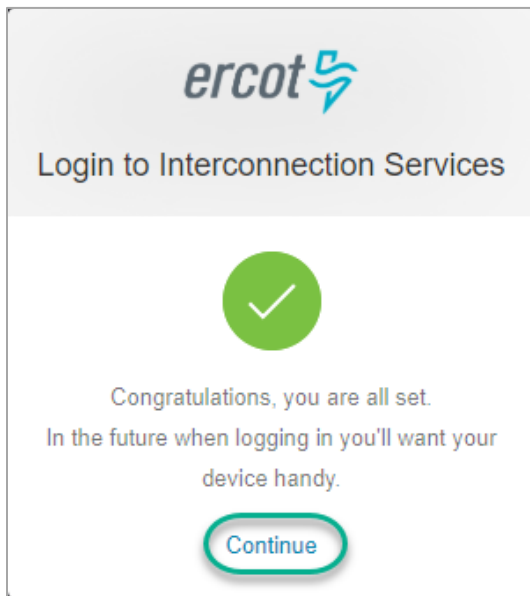 ercot
Login to Interconnection Services
Congratulations, you are all set.
In the future when logging in you'll want your
device handy.
Continue